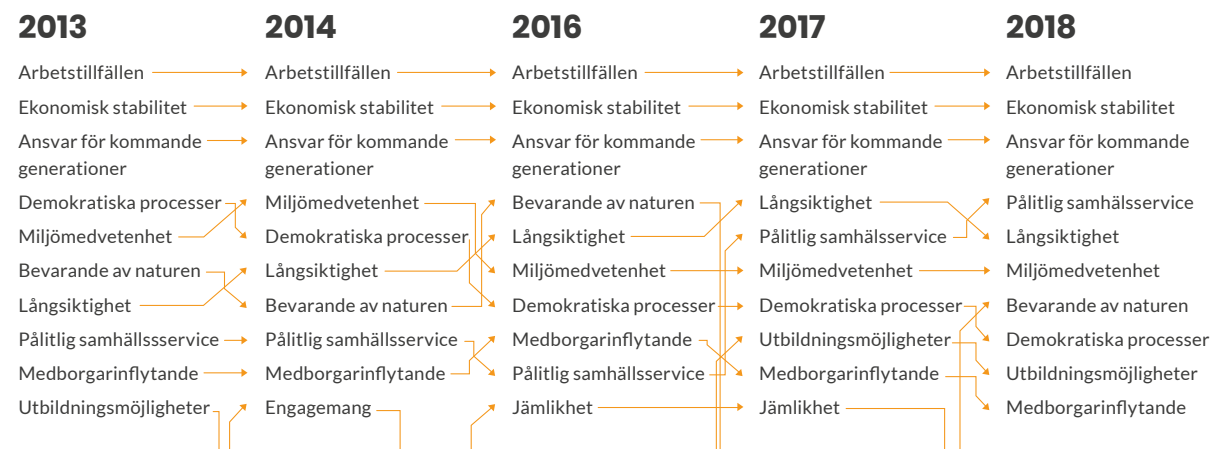 2013
Arbetstillfällen
Ekonomisk stabilitet
Ansvar för kommande
generationer
Demokratiska processer
Miljömedvetenhet
Bevarande av naturen
Långsiktighet
Pålitlig samhällssservice
Medborgarinflytande
Utbildningsmöjligheter
2014
Arbetstillfällen
Ekonomisk stabilitet
Ansvar för kommande
generationer
Miljömedvetenhet
Demokratiska processer
Långsiktighet
Bevarande av naturen
Pålitlig samhällsservice
Medborgarinflytande
Engagemang
2016
Arbetstillfällen
Ekonomisk stabilitet
Ansvar för kommande
generationer
Bevarande av naturen
Långsiktighet
Miljömedvetenhet
Demokratiska processer
Medborgarinflytande
Pålitlig samhällsservice
Jämlikhet
2017
Arbetstillfällen
Ekonomisk stabilitet
Ansvar för kommande
generationer
Långsiktighet
Pålitlig samhälsservice
Miljömedvetenhet
Demokratiska processer
Utbildningsmöjligheter
Medborgarinflytande
Jämlikhet
2018
Arbetstillfällen
Ekonomisk stabilitet
Ansvar för kommande
generationer
Pålitlig samhälsservice
Långsiktighet
Miljömedvetenhet
Bevarande av naturen
Demokratiska processer
Utbildningsmöjligheter
Medborgarinflytande